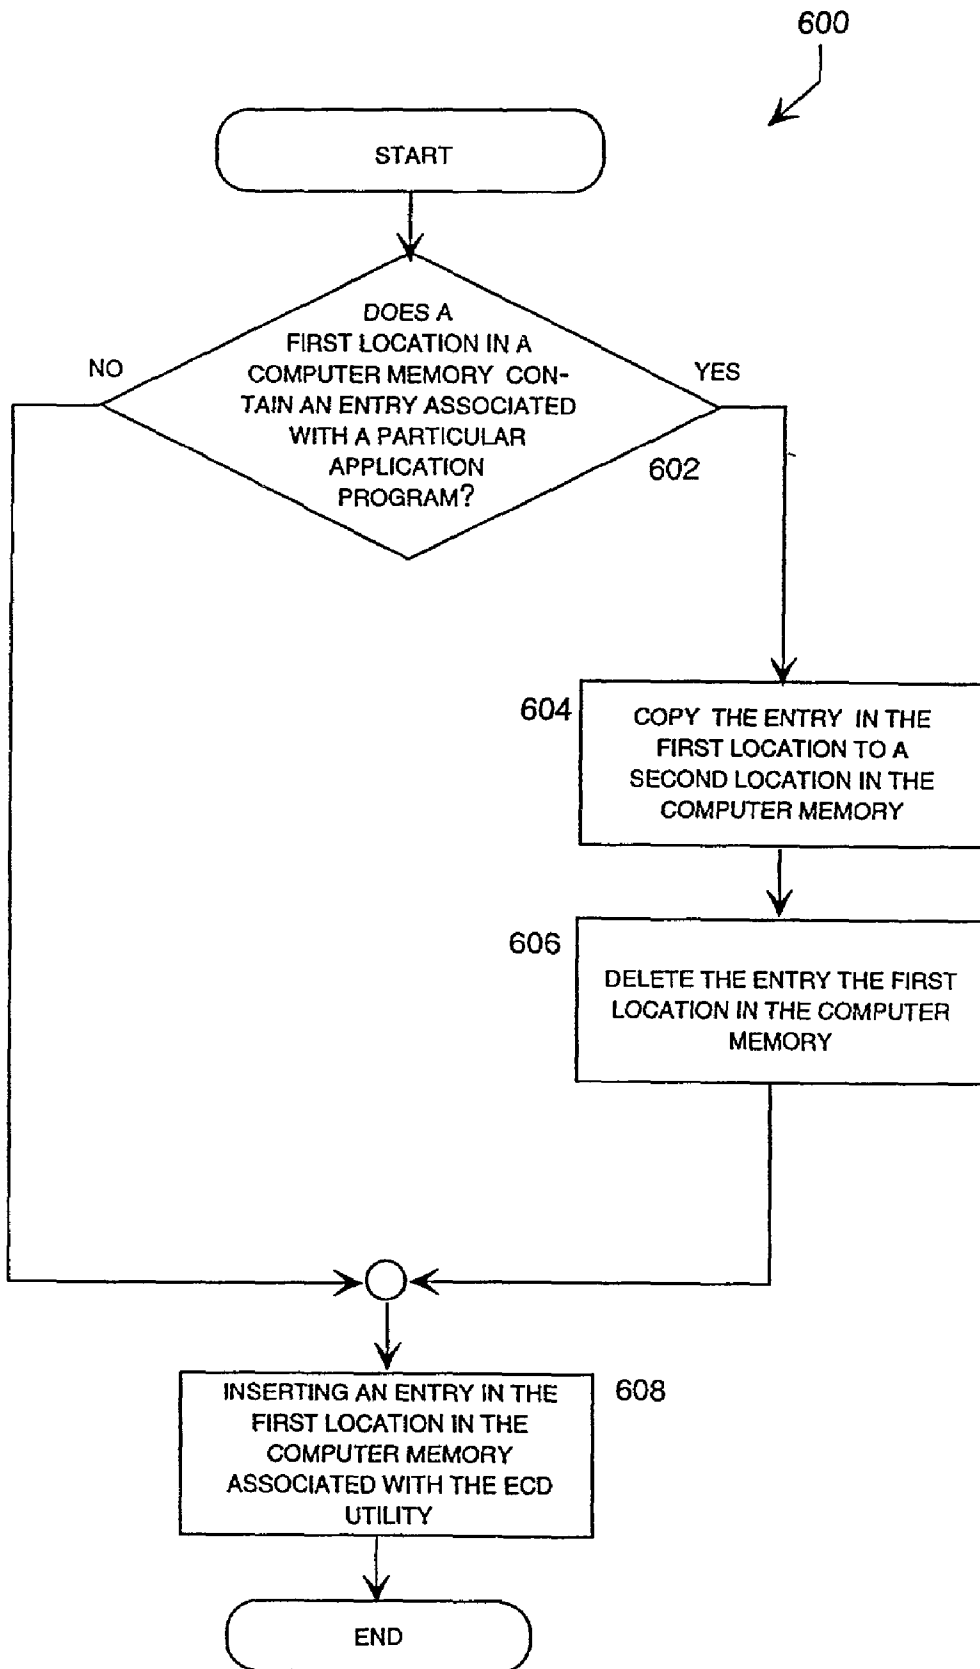 600
START
DOES A
FIRST LOCATION IN A
COMPUTER MEMORY CON-
TAIN AN ENTRY ASSOCIATED
WITH A PARTICULAR
APPLICATION
PROGRAM?
NO
YES
602
604
COPY THE ENTRY IN THE
FIRST LOCATION TO A
SECOND LOCATION IN THE
COMPUTER MEMORY
606
DELETE THE ENTRY THE FIRST
LOCATION IN THE COMPUTER
MEMORY
INSERTING AN ENTRY IN THE
FIRST LOCATION IN THE
COMPUTER MEMORY
ASSOCIATED WITH THE ECD
UTILITY
608
END